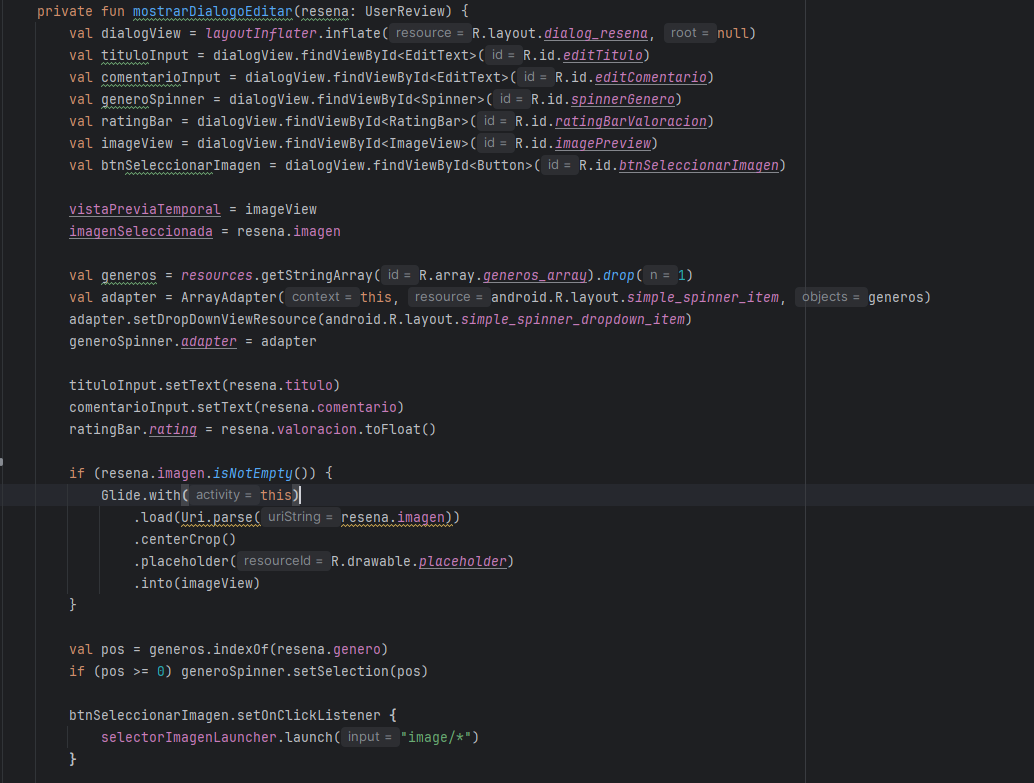 private fun mostrarDialogoEditar(resena: UserReview) {
val dialogView = layoutInflater.inflate( resource = R.layout.dialog_resena, root = null)
val tituloInput = dialogView.findViewById<EditText>( id = R.id.editTitulo)
val comentarioInput = dialogView.findViewById<EditText>( id = R.id.editComentario)
val generoSpinner = dialogView.findViewById<Spinner>( id = R.id.spinnerGenero)
val ratingBar = dialogView.findViewById<RatingBar>( id = R.id.ratingBarValoracion)
val imageView = dialogView.findViewById<ImageView>( id = R.id.imagePreview)
val btnSeleccionarImagen = dialogView.findViewById<Button>( id = R.id.btnSeleccionarImagen)
vistaPreviaTemporal = imageView
imagenSeleccionada = resena.imagen
val generos = resources.getStringArray( id = R.array.generos_array).drop( n = 1)
val adapter = ArrayAdapter( context = this, resource = android.R.layout.simple_spinner_item, objects = generos)
adapter.setDropDownViewResource(android.R.layout.simple_spinner_dropdown_item)
generoSpinner.adapter = adapter
tituloInput.setText(resena.titulo)
comentarioInput.setText(resena.comentario)
ratingBar.rating = resena.valoracion.toFloat()
if (resena.imagen.isNotEmpty()) {
Glide.with( activity = this)
.load(Uri.parse( uriString = resena.imagen))
.centerCrop()
.placeholder( resourceId = R.drawable.placeholder)
.into(imageView)
}
val pos = generos.indexOf(resena.genero)
if (pos >= 0) generoSpinner.setSelection(pos)
btnSeleccionarImagen.setOnClickListener {
selectorImagenLauncher.launch( input = "image/*")
}